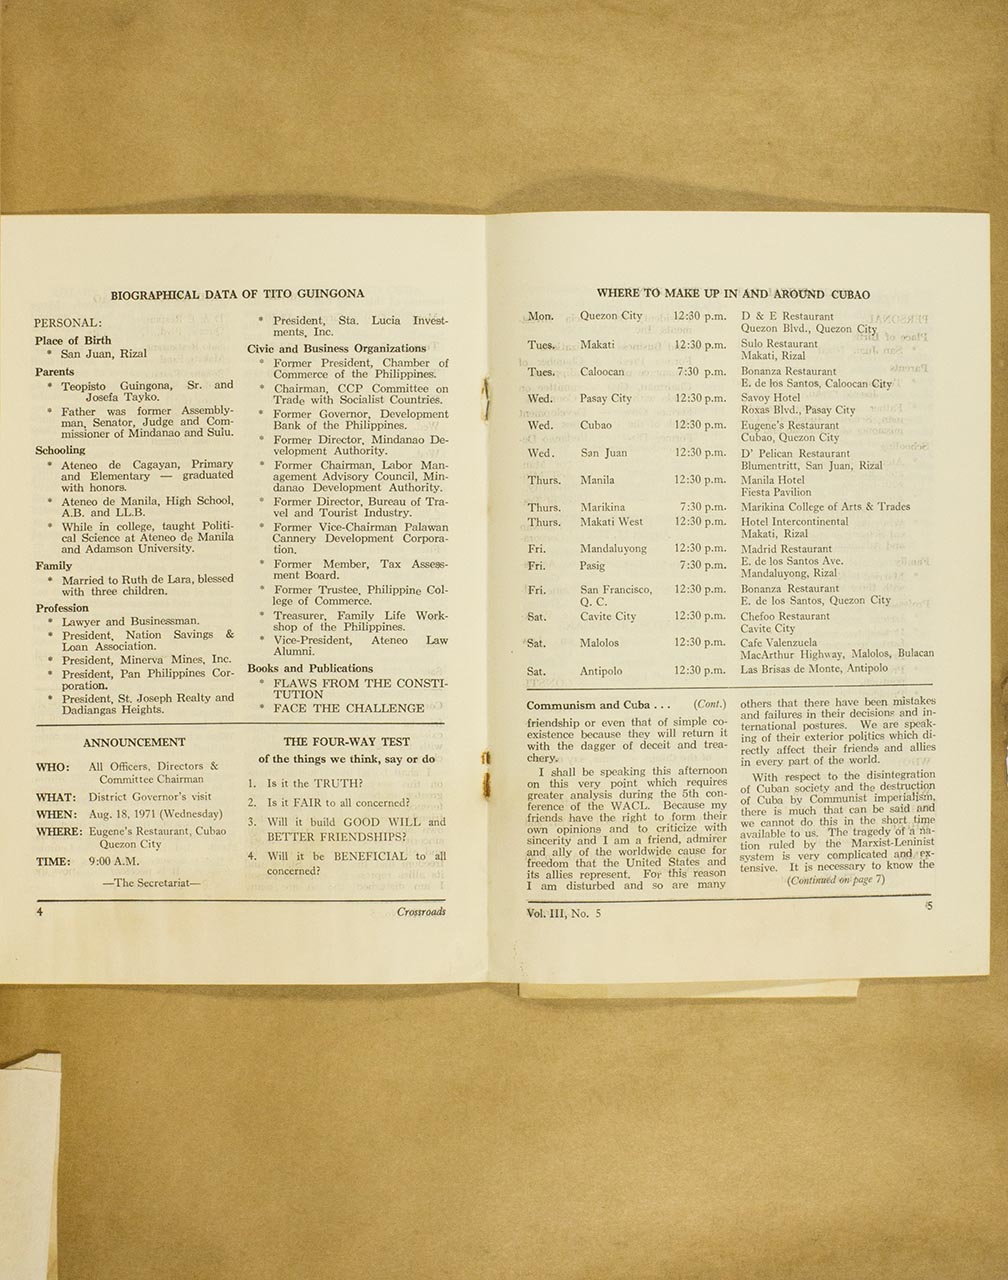 BIOGRAPHICAL DATA OF TITO GUINGONA
PERSONAL:
Place of Birth
* San Juan, Rizal
Parents
* Teopisto Guingona, Sr. and
Josefa Tayko.
* Father was former Assembly-
man, Senator, Judge and Com-
missioner of Mindanao and Sulu.
Schooling
* Ateneo de Cagayan, Primary
and Elementary — graduated
with honors.
* Ateneo de Manila, High School,
A.B. and LL.B.
* While in college, taught Politi-
cal Science at Ateneo de Manila
and Adamson University.
Family
* Married to Ruth de Lara, blessed
with three children.
Profession
* Lawyer and Businessman.
* President, Nation Savings &
Loan Association.
* President, Minerva Mines, Inc.
* President, Pan Philippines Cor-
poration.
* President, St. Joseph Realty and
Dadiangas Heights.
* President, Sta. Lucia Invest-
ments, Inc.
Civic and Business Organizations
* Former President, Chamber of
Commerce of the Philippines.
* Chairman, CCP Committee on
Trade with Socialist Countries.
* Former Governor, Development
Bank of the Philippines.
* Former Director, Mindanao De-
velopment Authority.
* Former Chairman, Labor Man-
agement Advisory Council, Min-
danao Development Authority.
* Former Director, Bureau of Tra-
vel and Tourist Industry.
* Former Vice-Chairman Palawan
Cannery Development Corpora-
tion.
* Former Member, Tax Assess-
ment Board.
* Former Trustee, Philippine Col-
lege of Commerce.
* Treasurer, Family Life Work-
shop of the Philippines.
* Vice-President, Ateneo Law
Alumni.
Books and Publications
* FLAWS FROM THE CONSTI-
TUTION
* FACE THE CHALLENGE
ANNOUNCEMENT
WHO: All Officers, Directors &
Committee Chairman
WHAT: District Governor's visit
WHEN: Aug. 18, 1971 (Wednesday)
WHERE: Eugene's Restaurant, Cubao
Quezon City
TIME: 9:00 A.M.
—The Secretariat—
THE FOUR-WAY TEST
of the things we think, say or do
1. Is it the TRUTH?
2. Is it FAIR to all concerned?
3. Will it build GOOD WILL and
BETTER FRIENDSHIPS?
4. Will it be BENEFICIAL to all
concerned?
4 Crossroads
WHERE TO MAKE UP IN AND AROUND CUBAO
Mon. Quezon City 12:30 p.m. D & E Restaurant
Quezon Blvd., Quezon City
Tues. Makati 12:30 p.m. Sulo Restaurant
Makati, Rizal
Tues. Caloocan 7:30 p.m. Bonanza Restaurant
E. de los Santos, Caloocan City
Wed. Pasay City 12:30 p.m. Savoy Hotel
Roxas Blvd., Pasay City
Wed. Cubao 12:30 p.m. Eugene's Restaurant
Cubao, Quezon City
Wed. San Juan 12:30 p.m. D' Pelican Restaurant
Blumentritt, San Juan, Rizal
Thurs. Manila 12:30 p.m. Manila Hotel
Fiesta Pavilion
Thurs. Marikina 7:30 p.m. Marikina College of Arts & Trades
Thurs. Makati West 12:30 p.m. Hotel Intercontinental
Makati, Rizal
Fri. Mandaluyong 12:30 p.m. Madrid Restaurant
Fri. Pasig 7:30 p.m. E. de los Santos Ave.
Mandaluyong, Rizal
Fri. San Francisco, 12:30 p.m. Bonanza Restaurant
Q. C. E. de los Santos, Quezon City
Sat. Cavite City 12:30 p.m. Chefoo Restaurant
Cavite City
Sat. Malolos 12:30 p.m. Cafe Valenzuela
MacArthur Highway, Malolos, Bulacan
Sat. Antipolo 12:30 p.m. Las Brisas de Monte, Antipolo
Communism and Cuba . . . (Cont.)
friendship or even that of simple co-
existence because they will return it
with the dagger of deceit and trea-
chery.
I shall be speaking this afternoon
on this very point which requires
greater analysis during the 5th con-
ference of the WACL. Because my
friends have the right to form their
own opinions and to criticize with
sincerity and I am a friend, admirer
and ally of the worldwide cause for
freedom that the United States and
its allies represent. For this reason
I am disturbed and so are many
others that there have been mistakes
and failures in their decisions and in-
ternational postures. We are speak-
ing of their exterior politics which di-
rectly affect their friends and allies
in every part of the world.
With respect to the disintegration
of Cuban society and the destruction
of Cuba by Communist imperialism,
there is much that can be said and
we cannot do this in the short time
available to us. The tragedy of a na-
tion ruled by the Marxist-Leninist
system is very complicated and ex-
tensive. It is necessary to know the
(Continued on page 7)
Vol. III, No. 5 5